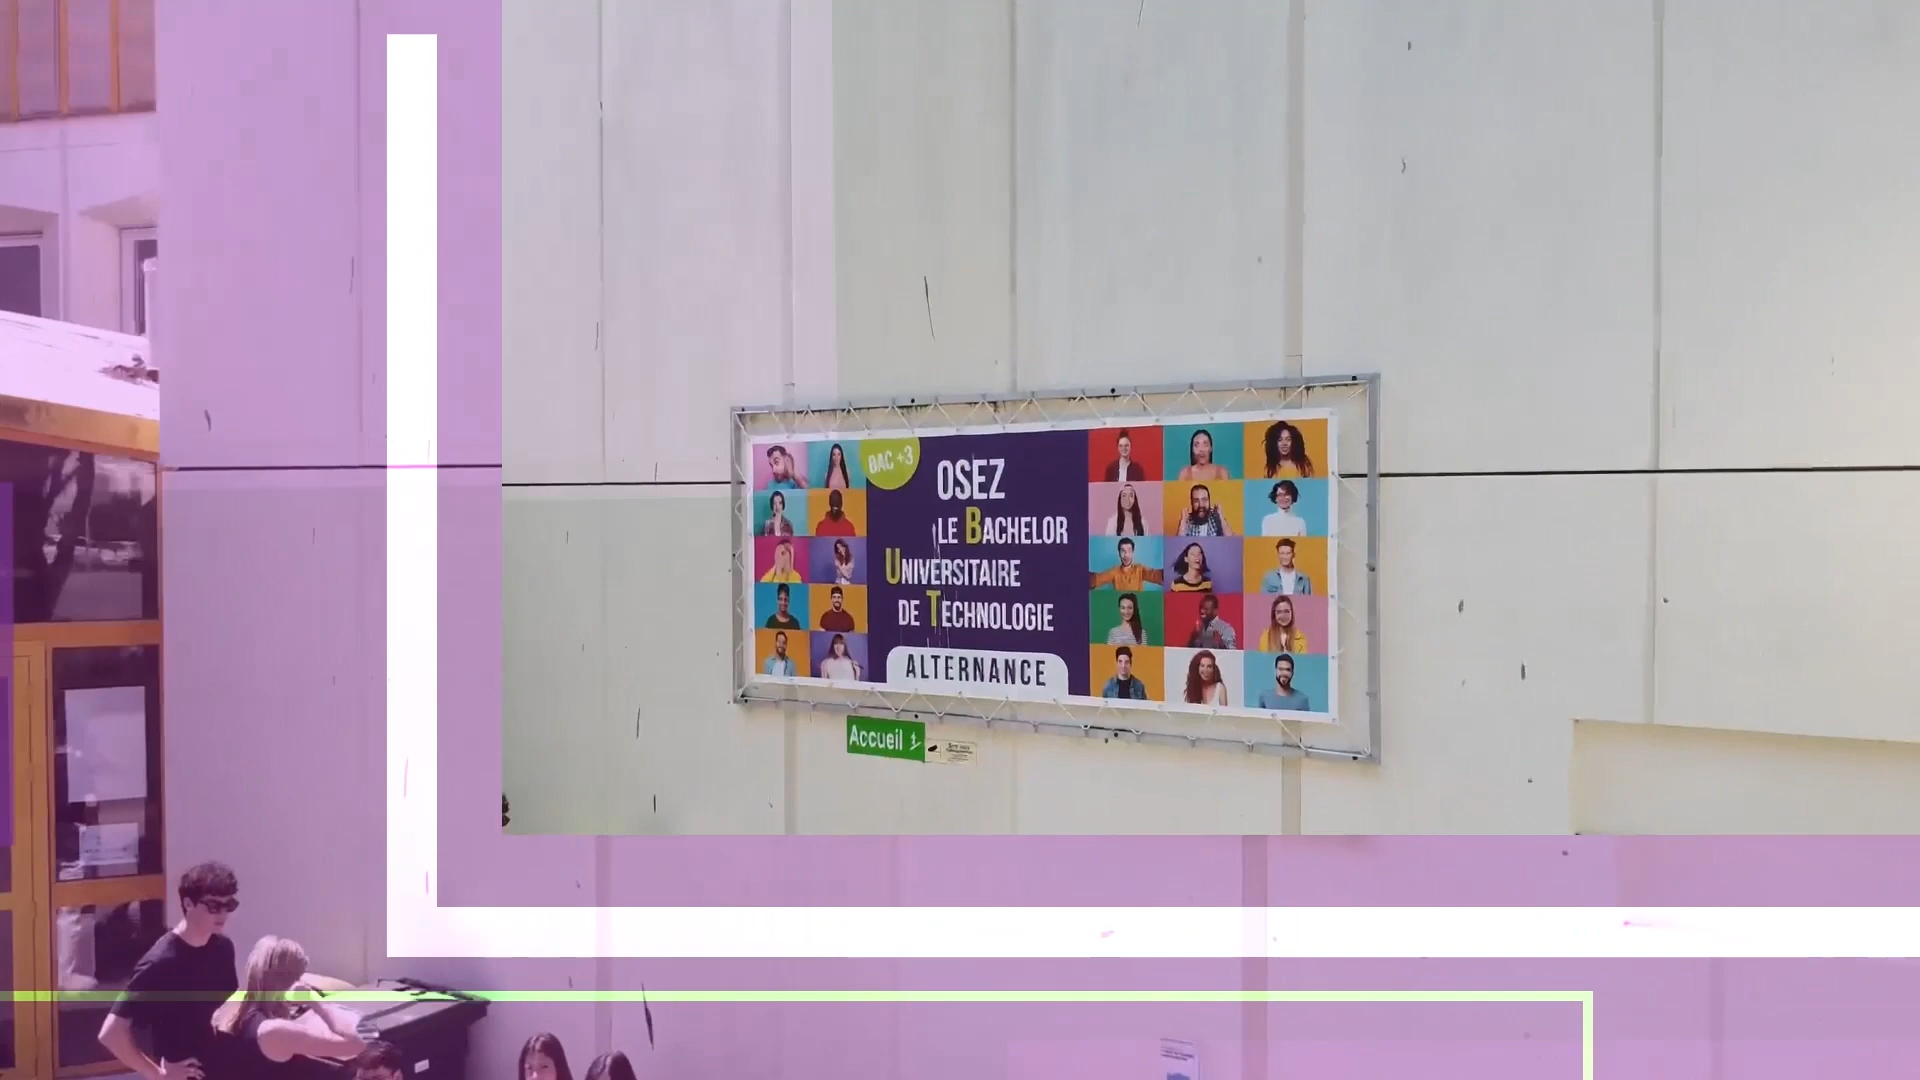 BAC +3
OSEZ
LE BACHELOR
UNIVERSITAIRE
DE TECHNOLOGIE
ALTERNANCE
Accueil